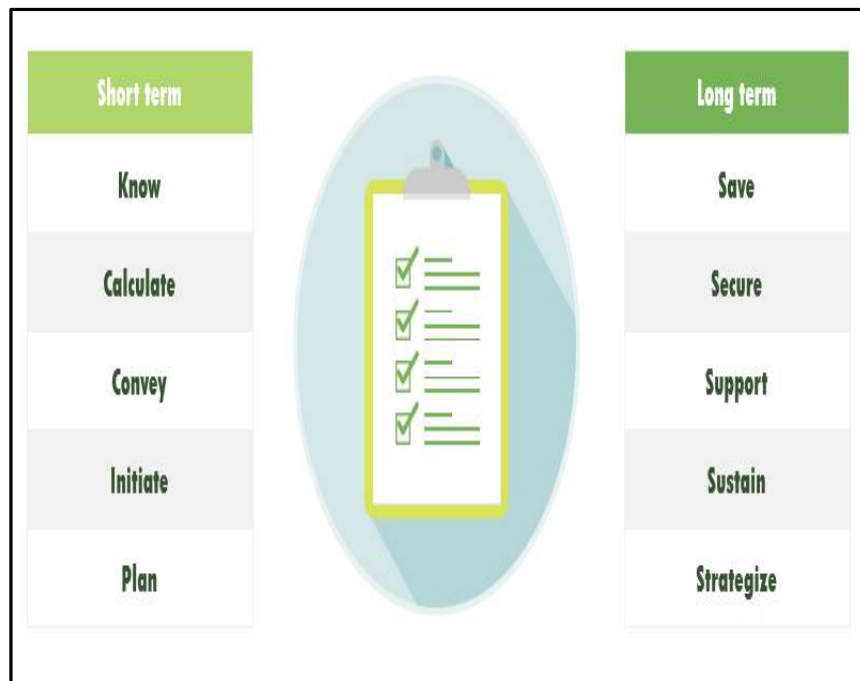 Short term
Know
Calculate
Convey
Initiate
Plan
Long term
Save
Secure
Support
Sustain
Strategize